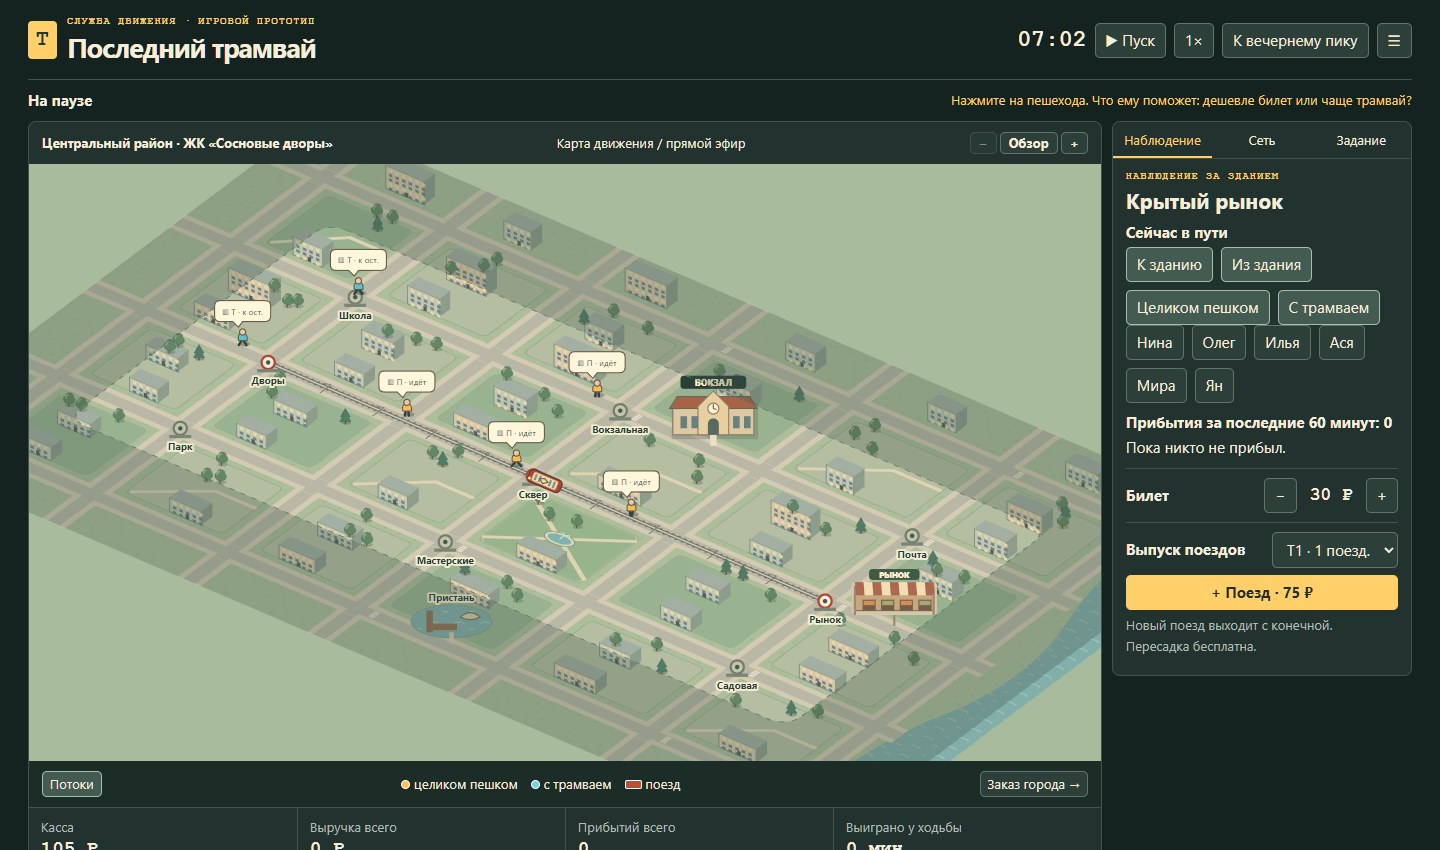 СЛУЖБА ДВИЖЕНИЯ · ИГРОВОЙ ПРОТОТИП
Т
Последний трамвай
07:02
▶ Пуск
1×
К вечернему пику
☰
На паузе
Нажмите на пешехода. Что ему поможет: дешевле билет или чаще трамвай?
Центральный район · ЖК «Сосновые дворы»
Карта движения / прямой эфир
−
Обзор
+
ВОКЗАЛ
РЫНОК
Т · к ост.
Школа
Т · к ост.
Дворы
П · идёт
П · идёт
Вокзальная
Парк
П · идёт
Сквер
П · идёт
Мастерские
Почта
Пристань
Рынок
Садовая
Потоки
целиком пешком
с трамваем
поезд
Заказ города →
Касса
105 ₽
Выручка всего
0 ₽
Прибытий всего
0
Выиграно у ходьбы
0 мин
Наблюдение
Сеть
Задание
НАБЛЮДЕНИЕ ЗА ЗДАНИЕМ
Крытый рынок
Сейчас в пути
К зданию
Из здания
Целиком пешком
С трамваем
Нина
Олег
Илья
Ася
Мира
Ян
Прибытия за последние 60 минут: 0
Пока никто не прибыл.
Билет
−
30 ₽
+
Выпуск поездов
Т1 · 1 поезд.
+ Поезд · 75 ₽
Новый поезд выходит с конечной.
Пересадка бесплатна.